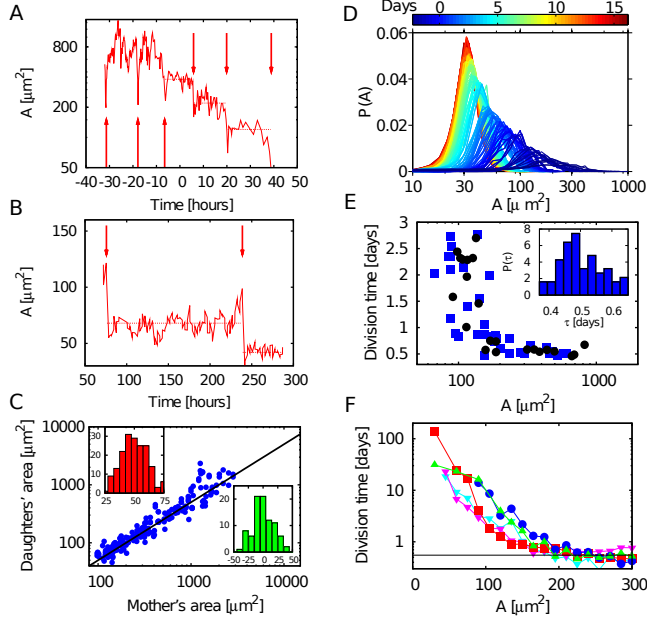 A
A [μm²]
800
200
50
-40 -30 -20 -10 0 10 20 30 40
Time [hours]
B
A [μm²]
150
100
50
50 100 150 200 250 300
Time [hours]
C
Daughters' area [μm²]
10000
1000
100
100 1000 10000
Mother's area [μm²]
30
20
10
0
25 50 75
20
10
0
-50 -25 0 25 50
D
Days 0 5 10 15
P(A)
0.06
0.04
0.02
0
10 30 100 300 1000
A [μ m²]
E
Division time [days]
3
2.5
2
1.5
1
0.5
100 1000
A [μm²]
P(τ)
8
6
4
2
0
0.4 0.5 0.6
τ [days]
F
Division time [days]
100
10
1
0 100 200 300
A [μm²]